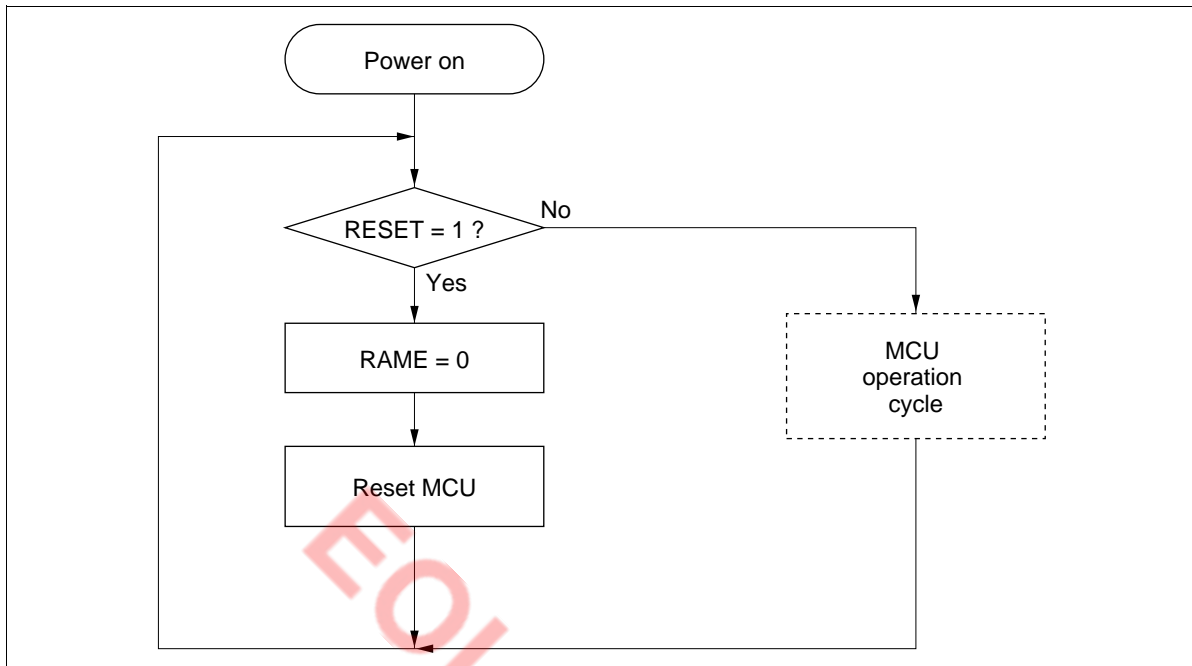 Power on
RESET = 1 ?
No
Yes
RAME = 0
MCU
operation
cycle
Reset MCU